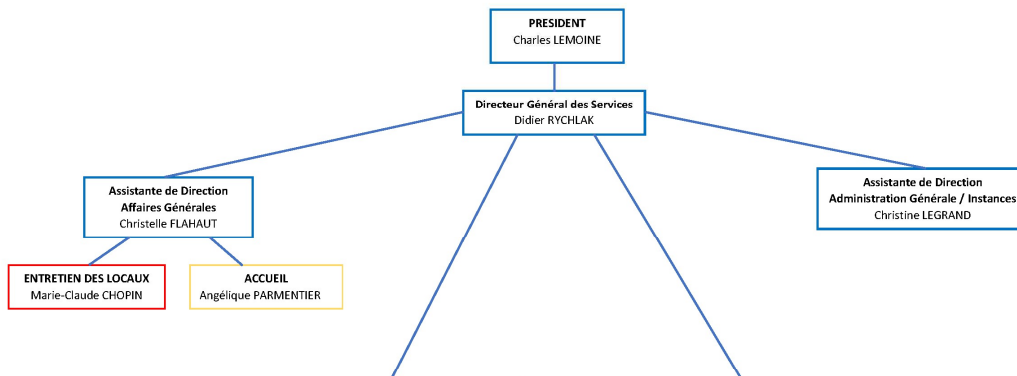 PRESIDENT
Charles LEMOINE
Directeur Général des Services
Didier RYCHLAK
Assistante de Direction
Affaires Générales
Christelle FLAHAUT
Assistante de Direction
Administration Générale / Instances
Christine LEGRAND
ENTRETIEN DES LOCAUX
Marie-Claude CHOPIN
ACCUEIL
Angélique PARMENTIER